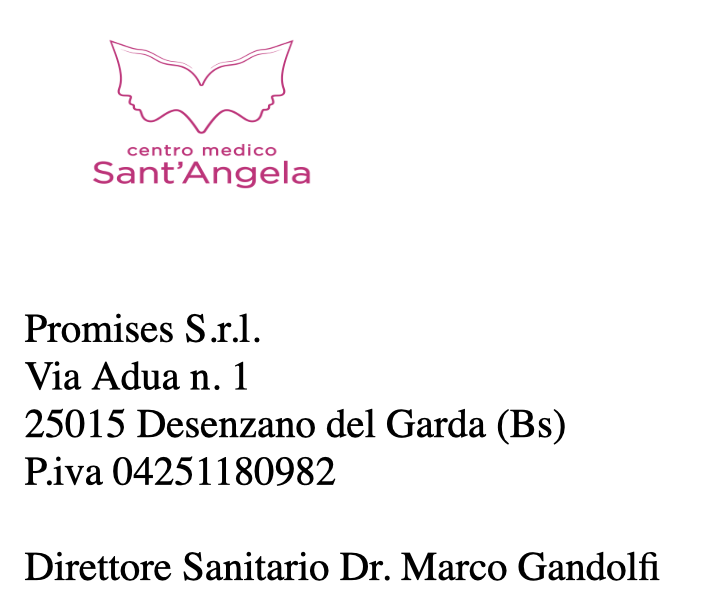 centro medico
Sant'Angela
Promises S.r.l.
Via Adua n. 1
25015 Desenzano del Garda (Bs)
P.iva 04251180982
Direttore Sanitario Dr. Marco Gandolfi